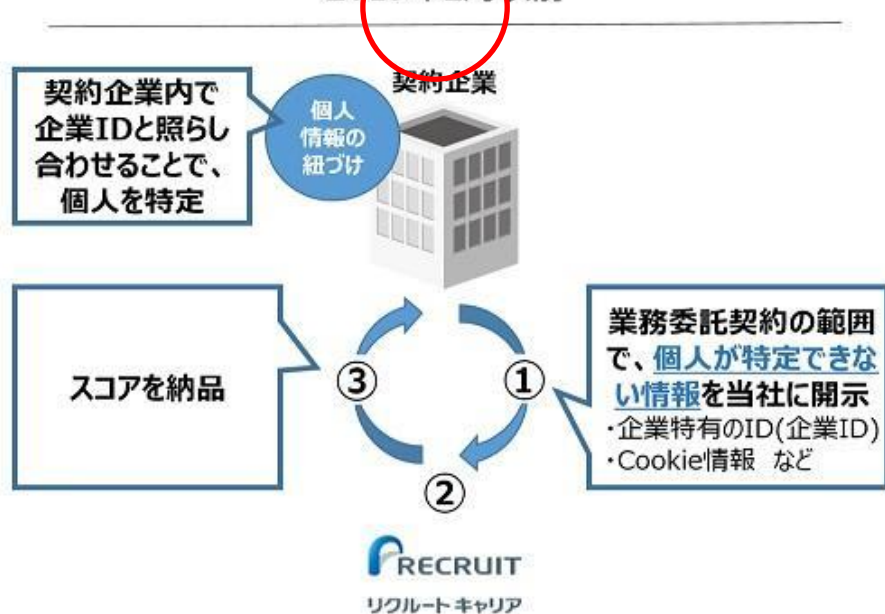 契約企業
契約企業内で
企業IDと照らし
合わせることで、
個人を特定
個人
情報の
紐づけ
業務委託契約の範囲
で、個人が特定できな
い情報を当社に開示
・企業特有のID(企業ID)
・Cookie情報 など
①
②
③
スコアを納品
RECRUIT
リクルートキャリア